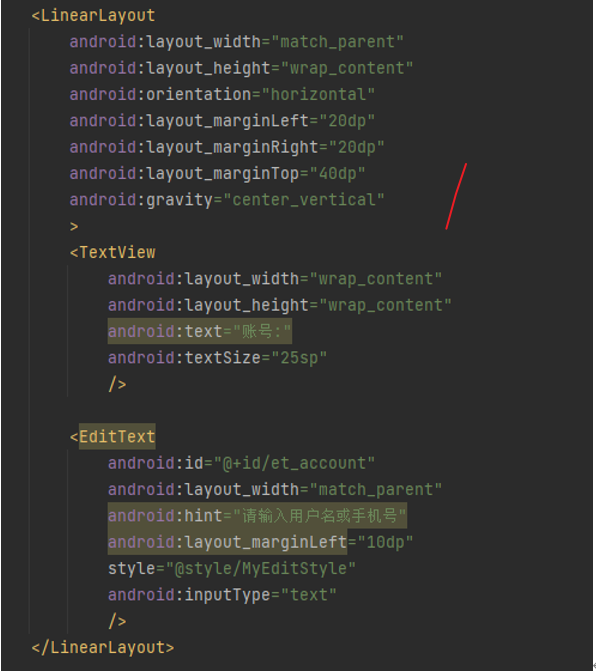 <LinearLayout
android:layout_width="match_parent"
android:layout_height="wrap_content"
android:orientation="horizontal"
android:layout_marginLeft="20dp"
android:layout_marginRight="20dp"
android:layout_marginTop="40dp"
android:gravity="center_vertical"
>
<TextView
android:layout_width="wrap_content"
android:layout_height="wrap_content"
android:text="账号:"
android:textSize="25sp"
/>
<EditText
android:id="@+id/et_account"
android:layout_width="match_parent"
android:hint="请输入用户名或手机号"
android:layout_marginLeft="10dp"
style="@style/MyEditStyle"
android:inputType="text"
/>
</LinearLayout>